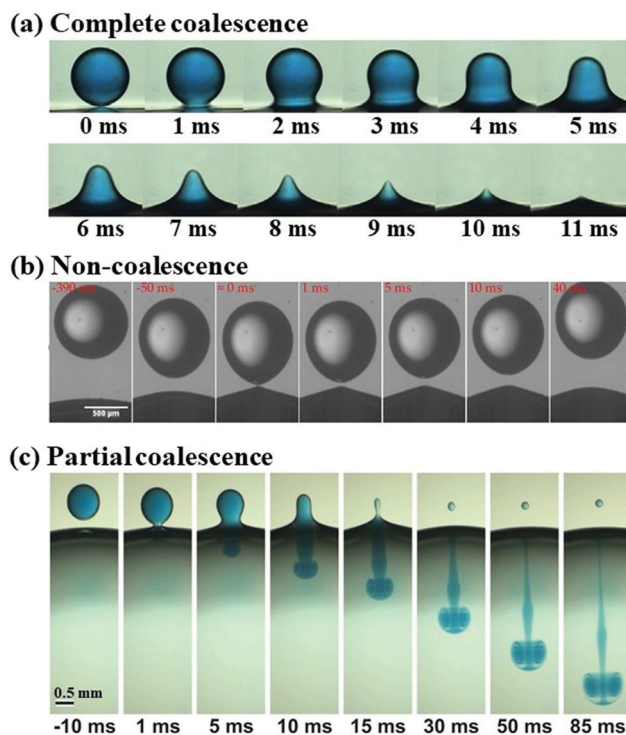 (a) Complete coalescence
0 ms 1 ms 2 ms 3 ms 4 ms 5 ms
6 ms 7 ms 8 ms 9 ms 10 ms 11 ms
(b) Non-coalescence
-390 ms -50 ms ≈ 0 ms 1 ms 5 ms 10 ms 40 ms
500 μm
(c) Partial coalescence
0.5 mm
-10 ms 1 ms 5 ms 10 ms 15 ms 30 ms 50 ms 85 ms